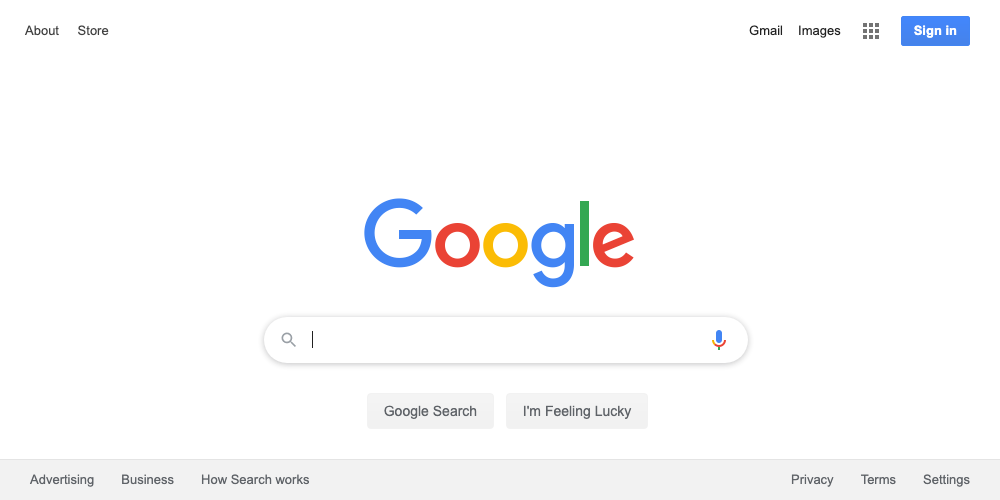 About Store Gmail Images Sign in
Google
Google Search I'm Feeling Lucky
Advertising Business How Search works Privacy Terms Settings